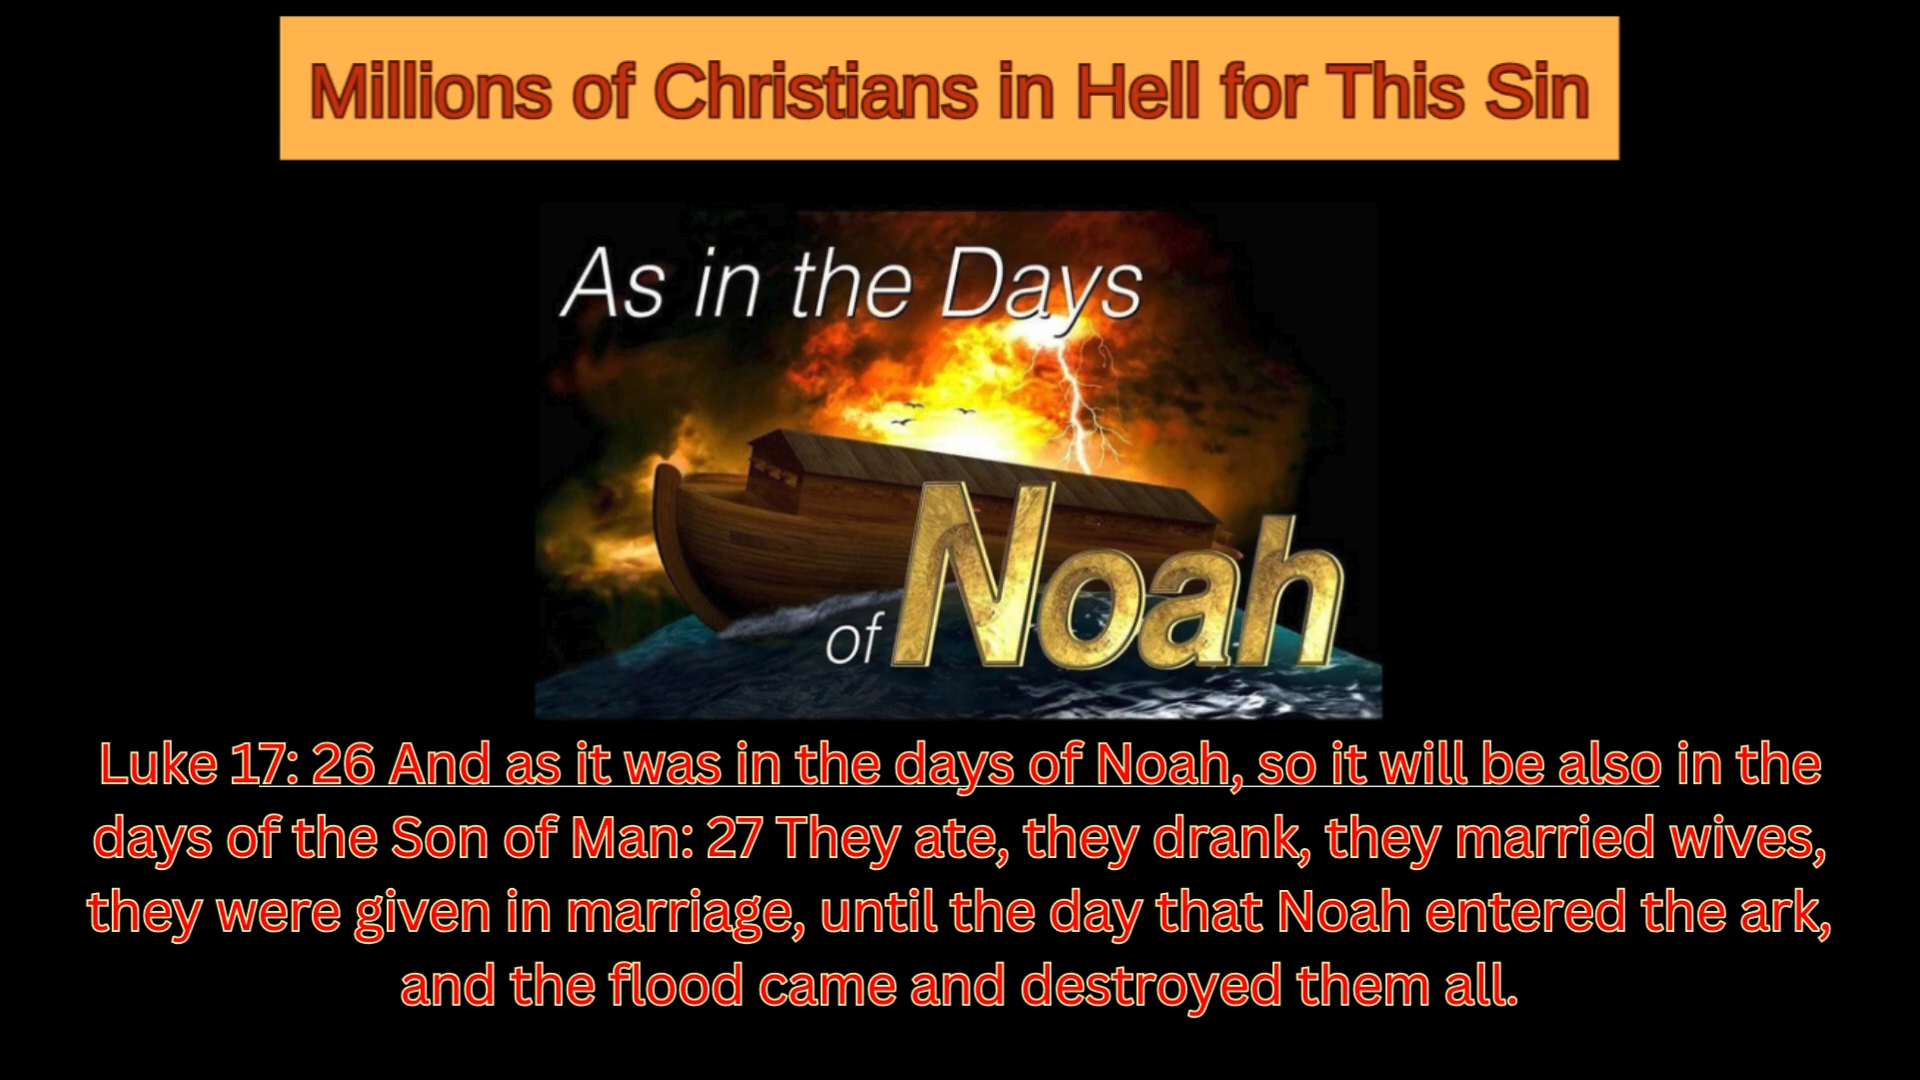 Millions of Christians in Hell for This Sin
As in the Days
of Noah
Luke 17: 26 And as it was in the days of Noah, so it will be also in the
days of the Son of Man: 27 They ate, they drank, they married wives,
they were given in marriage, until the day that Noah entered the ark,
and the flood came and destroyed them all.